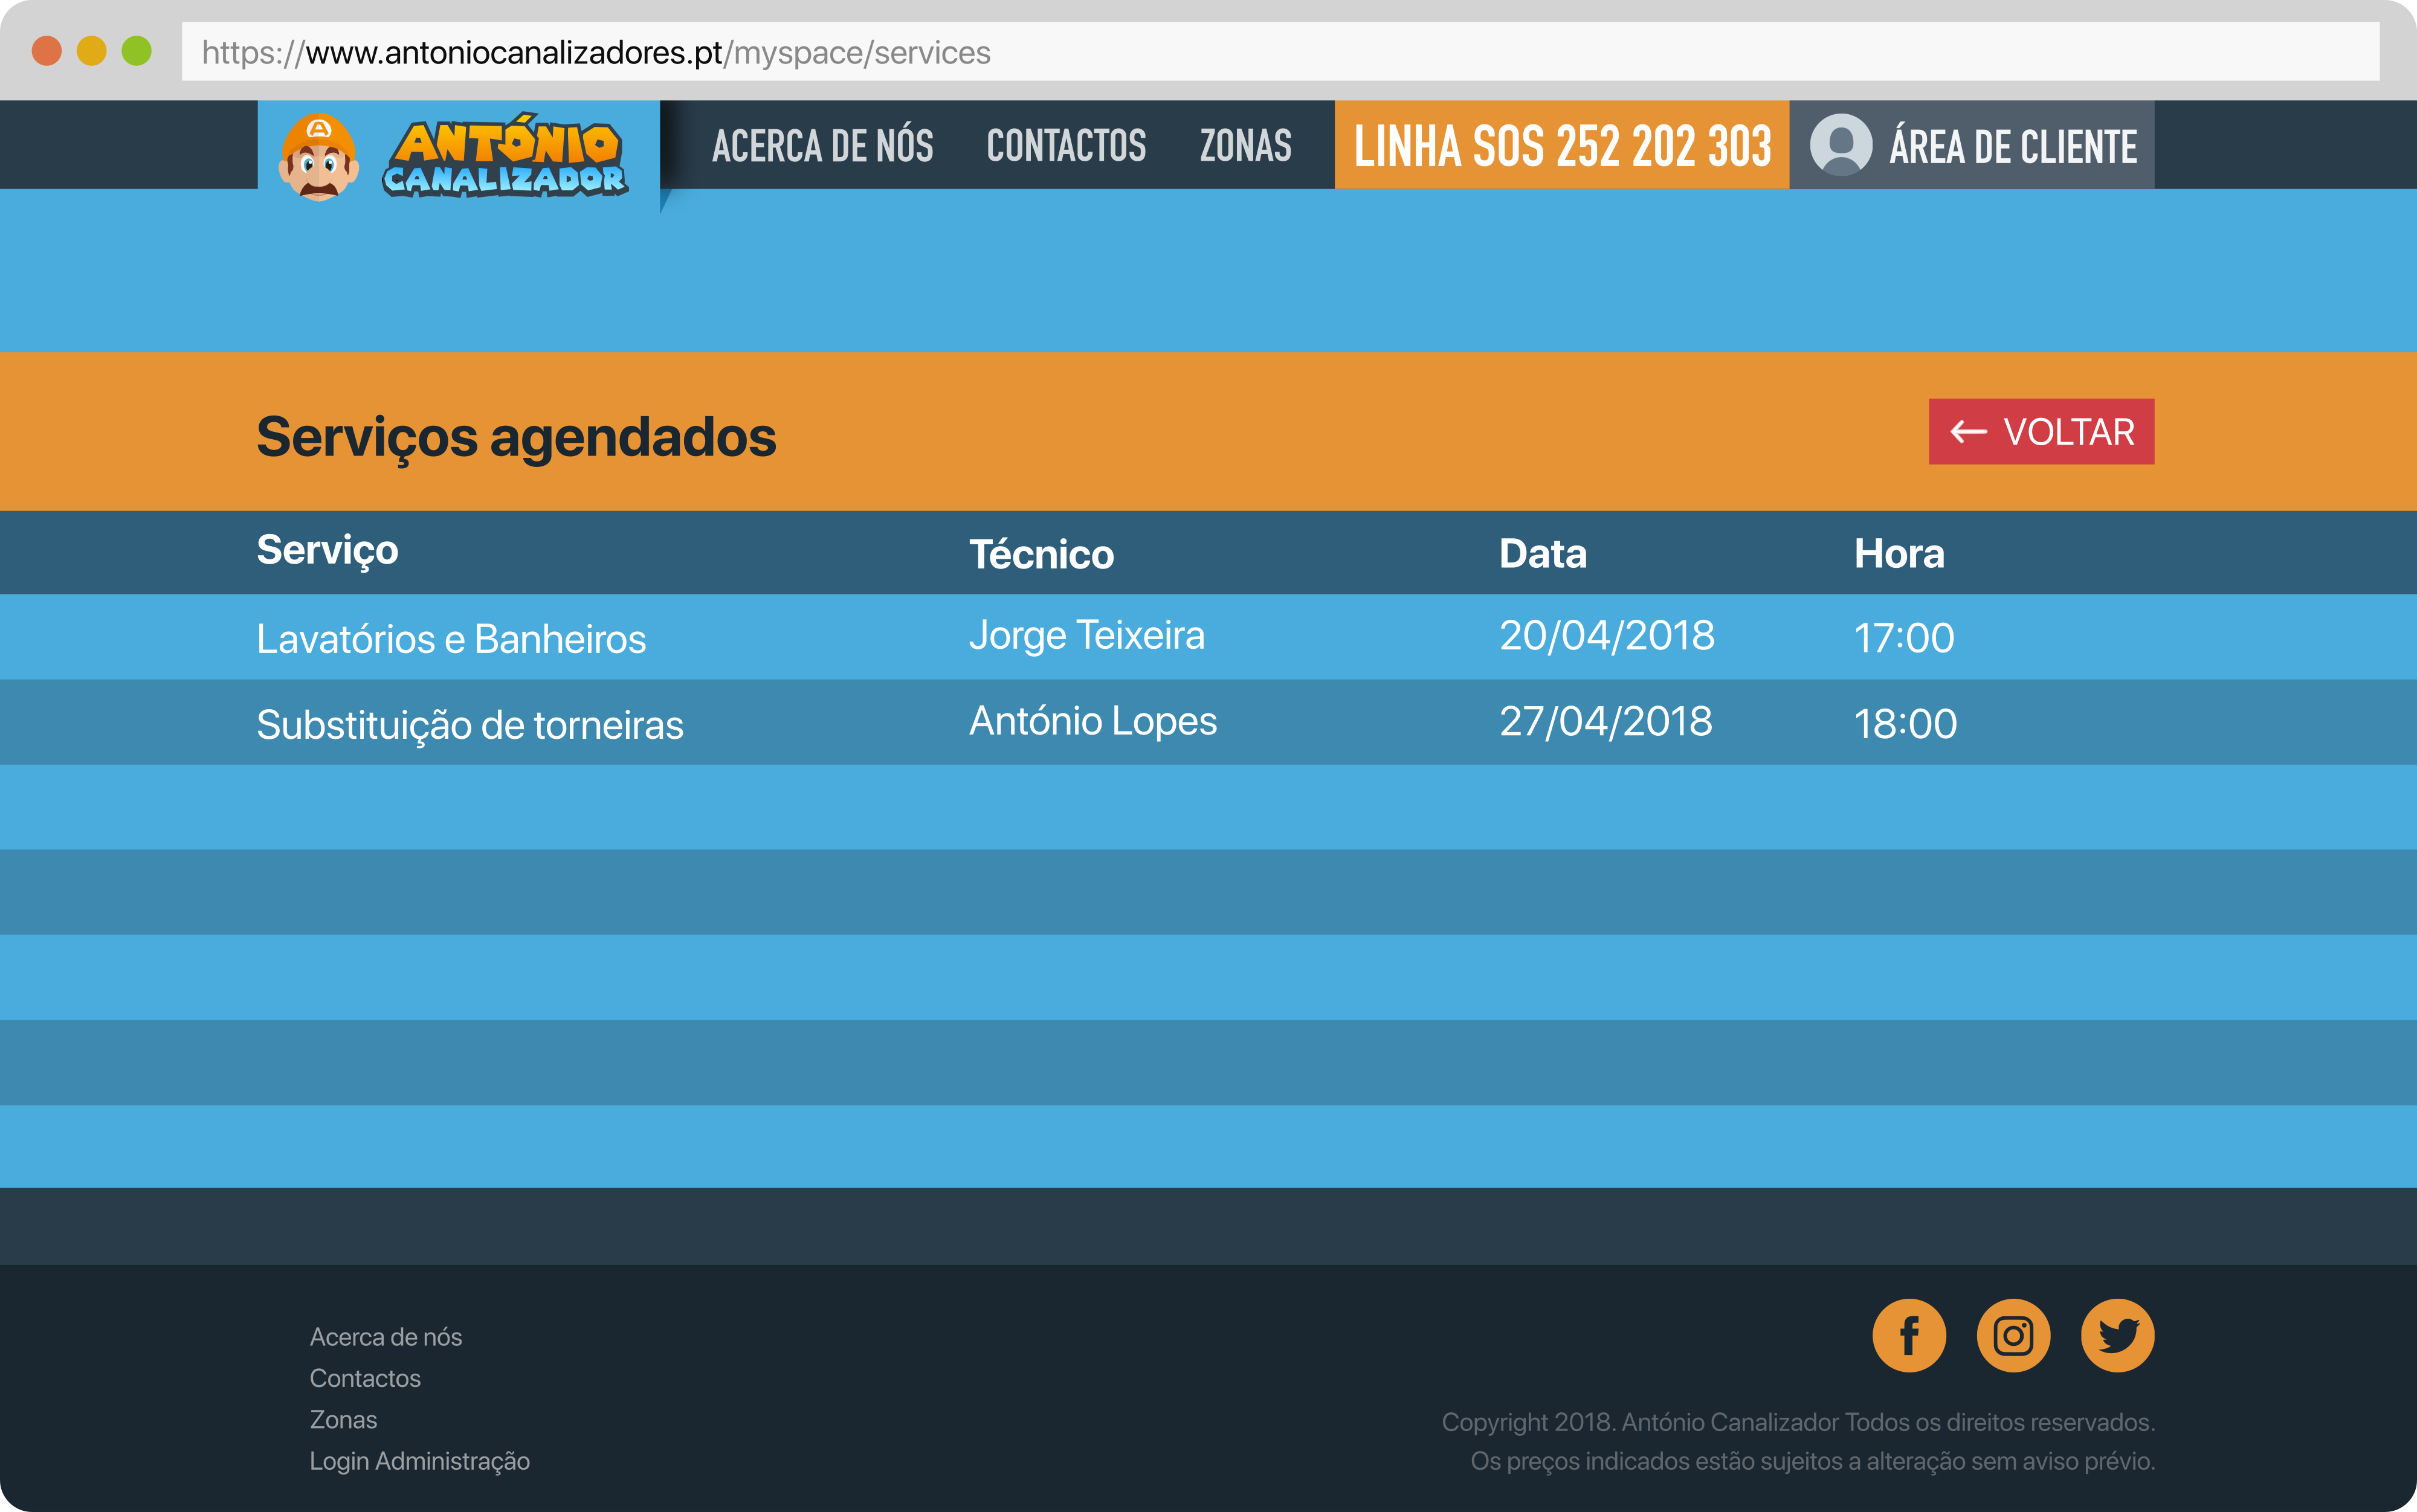 https://www.antoniocanalizadores.pt/myspace/services
A
ANTÓNIO
CANALIZADOR
ACERCA DE NÓS
CONTACTOS
ZONAS
LINHA SOS 252 202 303
ÁREA DE CLIENTE
Serviços agendados
VOLTAR
Serviço Técnico Data Hora
Lavatórios e Banheiros Jorge Teixeira 20/04/2018 17:00
Substituição de torneiras António Lopes 27/04/2018 18:00
Acerca de nós
Contactos
Zonas
Login Administração
Copyright 2018. António Canalizador Todos os direitos reservados.
Os preços indicados estão sujeitos a alteração sem aviso prévio.